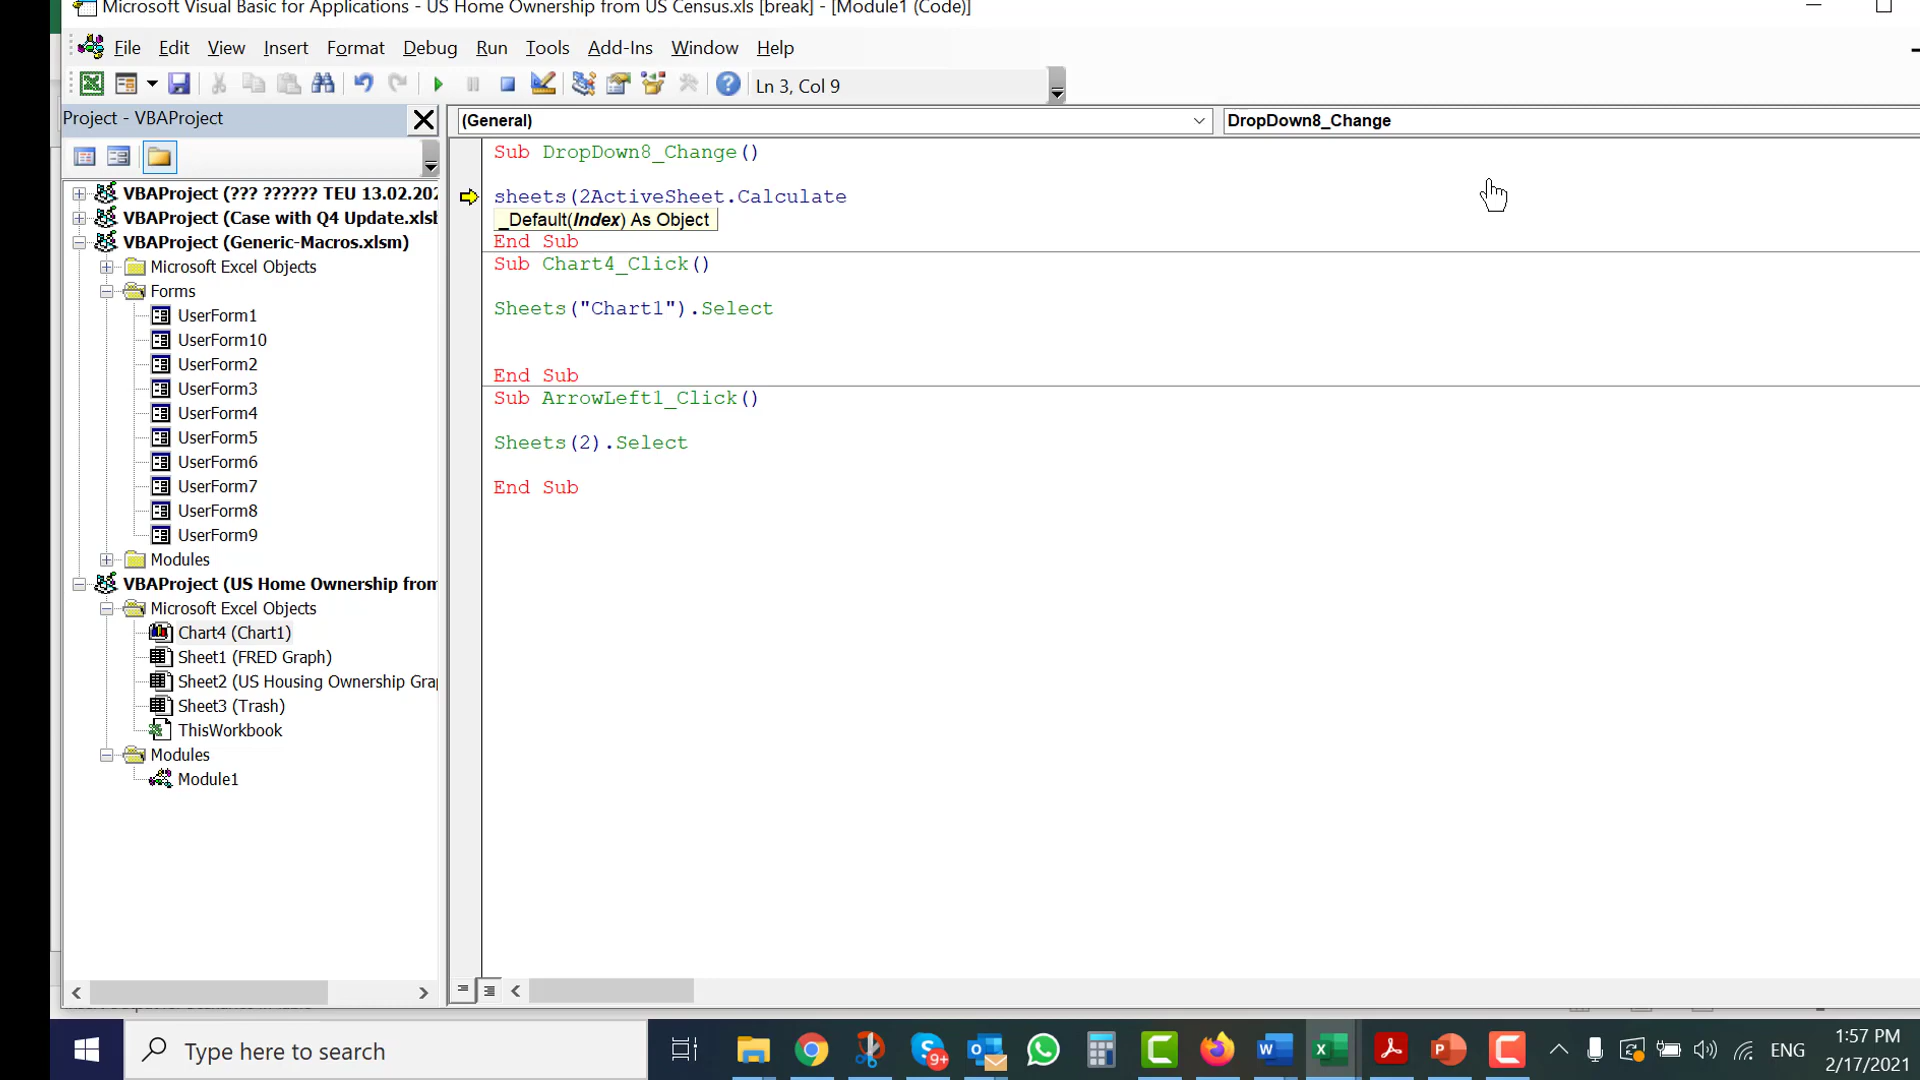 Microsoft Visual Basic for Applications - US Home Ownership from US Census.xls [break] - [Module1 (Code)]
File Edit View Insert Format Debug Run Tools Add-Ins Window Help
Ln 3, Col 9
Project - VBAProject
(General)
DropDown8_Change
VBAProject (??? ?????? TEU 13.02.202
VBAProject (Case with Q4 Update.xlsb
VBAProject (Generic-Macros.xlsm)
Microsoft Excel Objects
Forms
UserForm1
UserForm10
UserForm2
UserForm3
UserForm4
UserForm5
UserForm6
UserForm7
UserForm8
UserForm9
Modules
VBAProject (US Home Ownership from
Microsoft Excel Objects
Chart4 (Chart1)
Sheet1 (FRED Graph)
Sheet2 (US Housing Ownership Gra
Sheet3 (Trash)
ThisWorkbook
Modules
Module1
Sub DropDown8_Change()
sheets(2ActiveSheet.Calculate
_Default(Index) As Object
End Sub
Sub Chart4_Click()
Sheets("Chart1").Select
End Sub
Sub ArrowLeft1_Click()
Sheets(2).Select
End Sub
Type here to search
9+
ENG
1:57 PM
2/17/2021